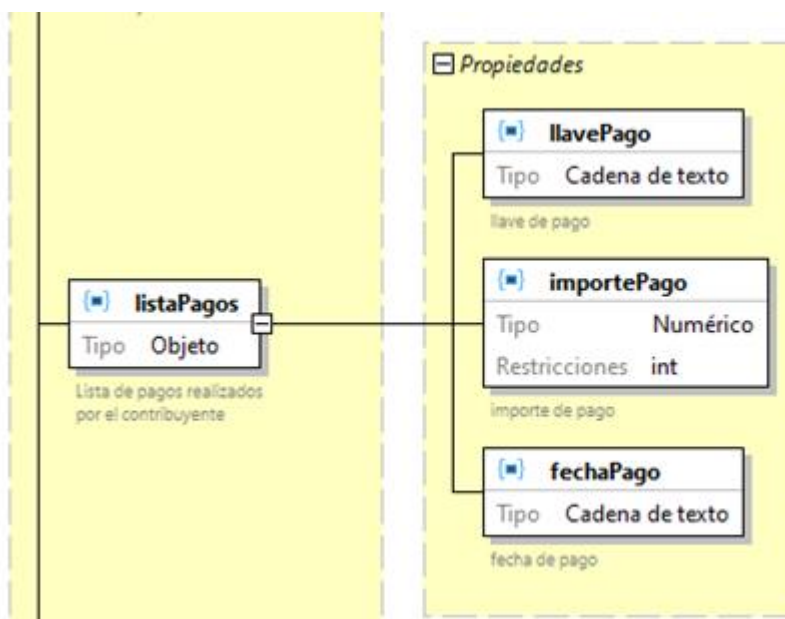 Propiedades
llavePago
Tipo Cadena de texto
llave de pago
listaPagos
Tipo Objeto
Lista de pagos realizados
por el contribuyente
importePago
Tipo Numérico
Restricciones int
importe de pago
fechaPago
Tipo Cadena de texto
fecha de pago